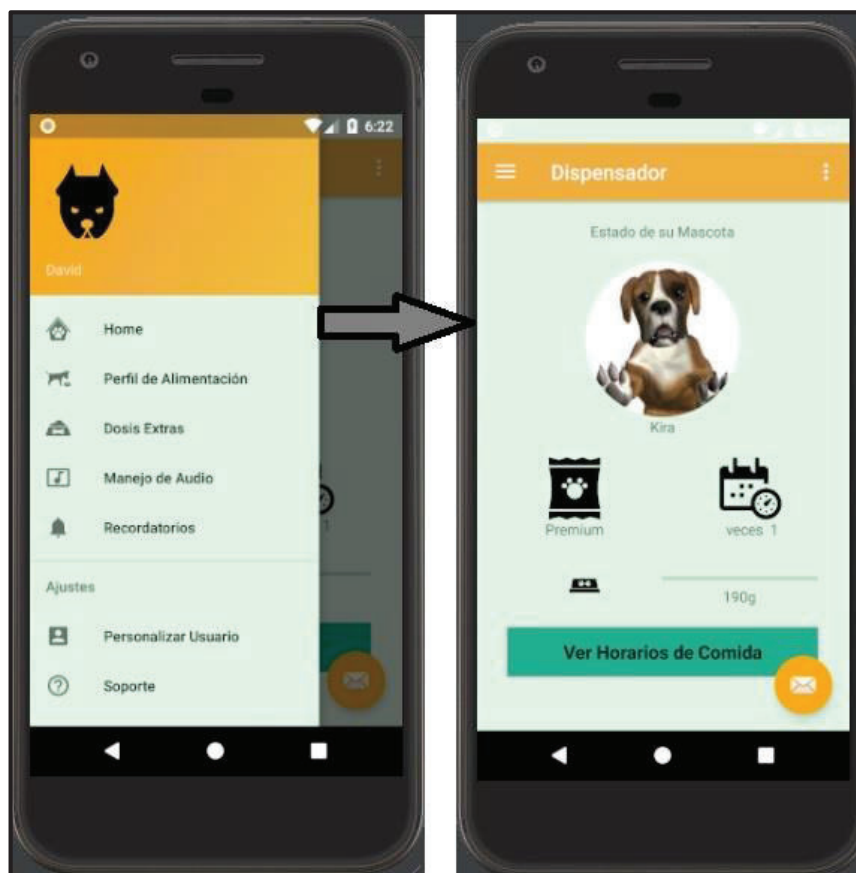 6:22
David
Home
Perfil de Alimentación
Dosis Extras
Manejo de Audio
Recordatorios
Ajustes
Personalizar Usuario
Soporte
1
Dispensador
Estado de su Mascota
Kira
Premium
veces 1
190g
Ver Horarios de Comida